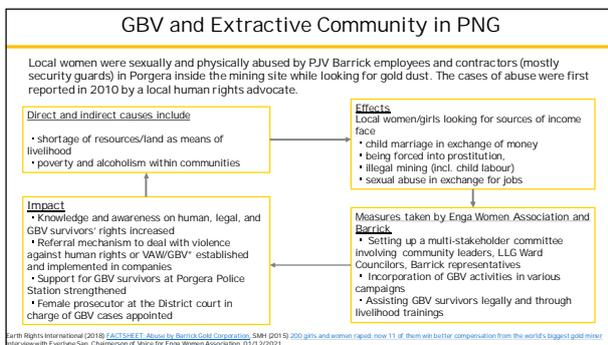 GBV and Extractive Community in PNG
Local women were sexually and physically abused by PJV Barrick employees and contractors (mostly
security guards) in Porgera inside the mining site while looking for gold dust. The cases of abuse were first
reported in 2010 by a local human rights advocate.
Direct and indirect causes include
• shortage of resources/land as means of
livelihood
• poverty and alcoholism within communities
Effects
Local women/girls looking for sources of income
face
• child marriage in exchange of money
• being forced into prostitution,
• illegal mining (incl. child labour)
• sexual abuse in exchange for jobs
Measures taken by Enga Women Association and
Barrick
• Setting up a multi-stakeholder committee
involving community leaders, LLG Ward
Councilors, Barrick representatives
• Incorporation of GBV activities in various
campaigns
• Assisting GBV survivors legally and through
livelihood trainings
Impact
• Knowledge and awareness on human, legal, and
GBV survivors' rights increased
• Referral mechanism to deal with violence
against human rights or VAW/GBV* established
and implemented in companies
• Support for GBV survivors at Porgera Police
Station strengthened
• Female prosecutor at the District court in
charge of GBV cases appointed
Earth Rights International (2018) FACTSHEET: Abuse by Barrick Gold Corporation, SMH (2015) 200 girls and women raped: now 11 of them win better compensation from the world's biggest gold miner
Interview with Everlyne Sap, Chairperson of Voice for Enga Women Association, 01/12/2021